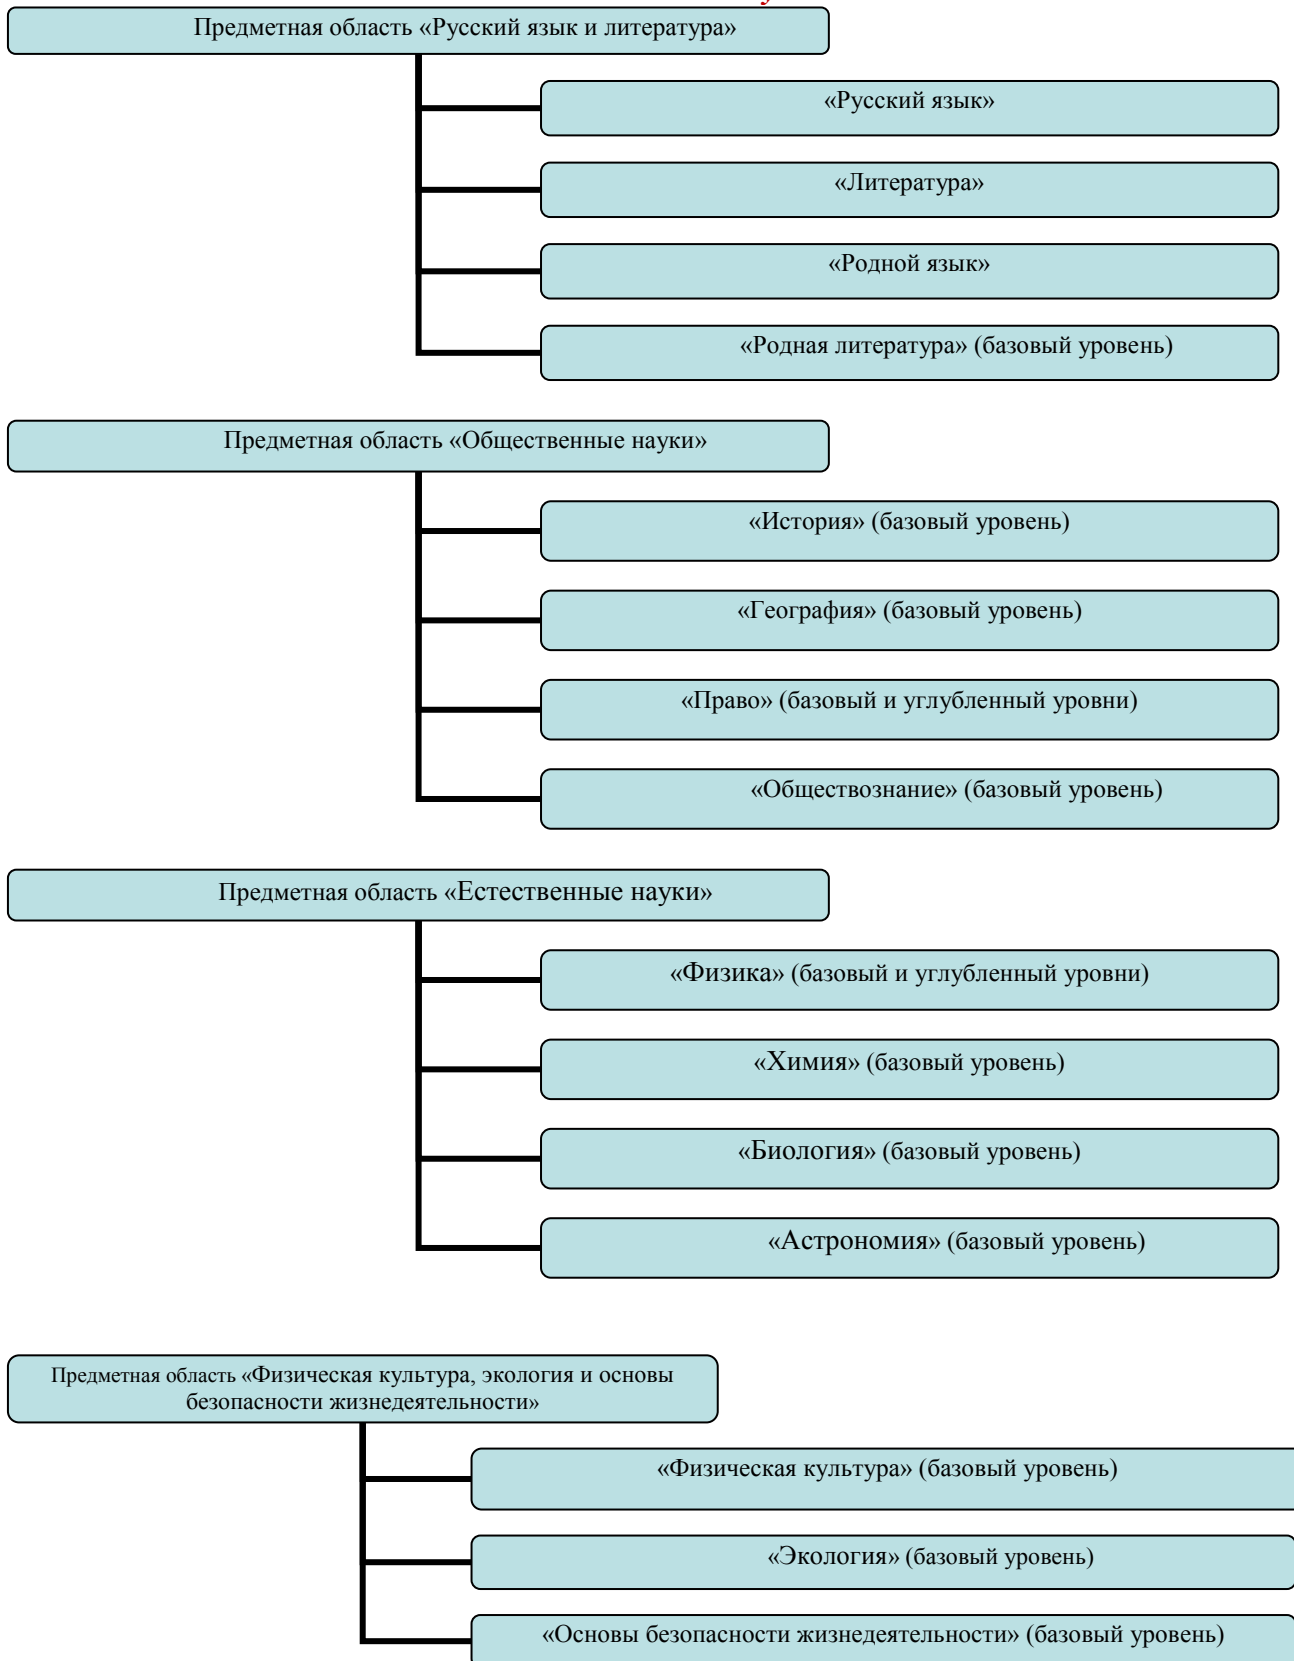 Предметная область «Русский язык и литература»
«Русский язык»
«Литература»
«Родной язык»
«Родная литература» (базовый уровень)
Предметная область «Общественные науки»
«История» (базовый уровень)
«География» (базовый уровень)
«Право» (базовый и углубленный уровни)
«Обществознание» (базовый уровень)
Предметная область «Естественные науки»
«Физика» (базовый и углубленный уровни)
«Химия» (базовый уровень)
«Биология» (базовый уровень)
«Астрономия» (базовый уровень)
Предметная область «Физическая культура, экология и основы
безопасности жизнедеятельности»
«Физическая культура» (базовый уровень)
«Экология» (базовый уровень)
«Основы безопасности жизнедеятельности» (базовый уровень)